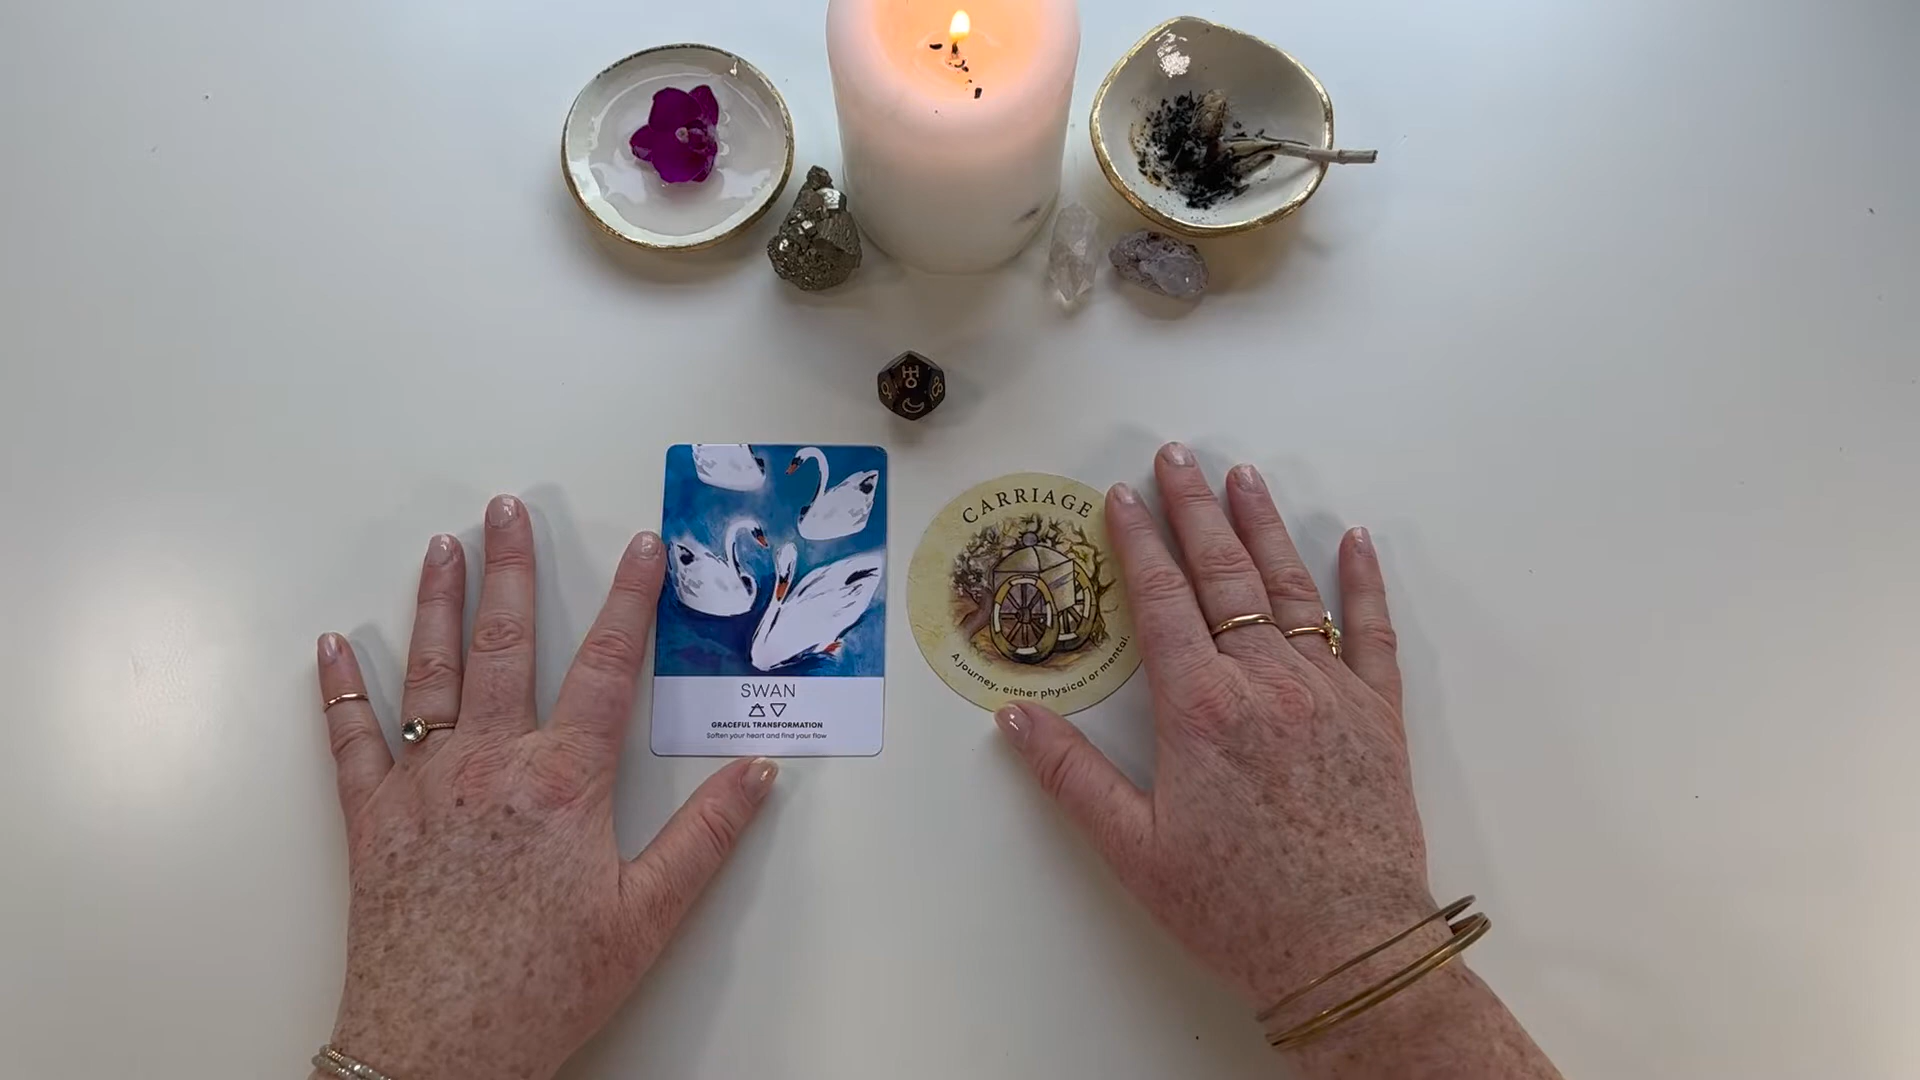 SWAN
GRACEFUL TRANSFORMATION
Soften your heart and find your flow
CARRIAGE
A journey, either physical or mental.